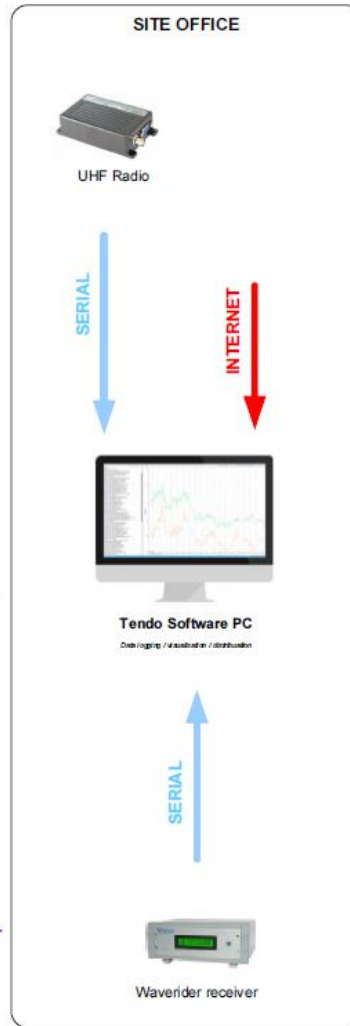 SITE OFFICE
UHF Radio
SERIAL
INTERNET
Tendo Software PC
Data logging / visualisation / distribution
SERIAL
Waverider receiver